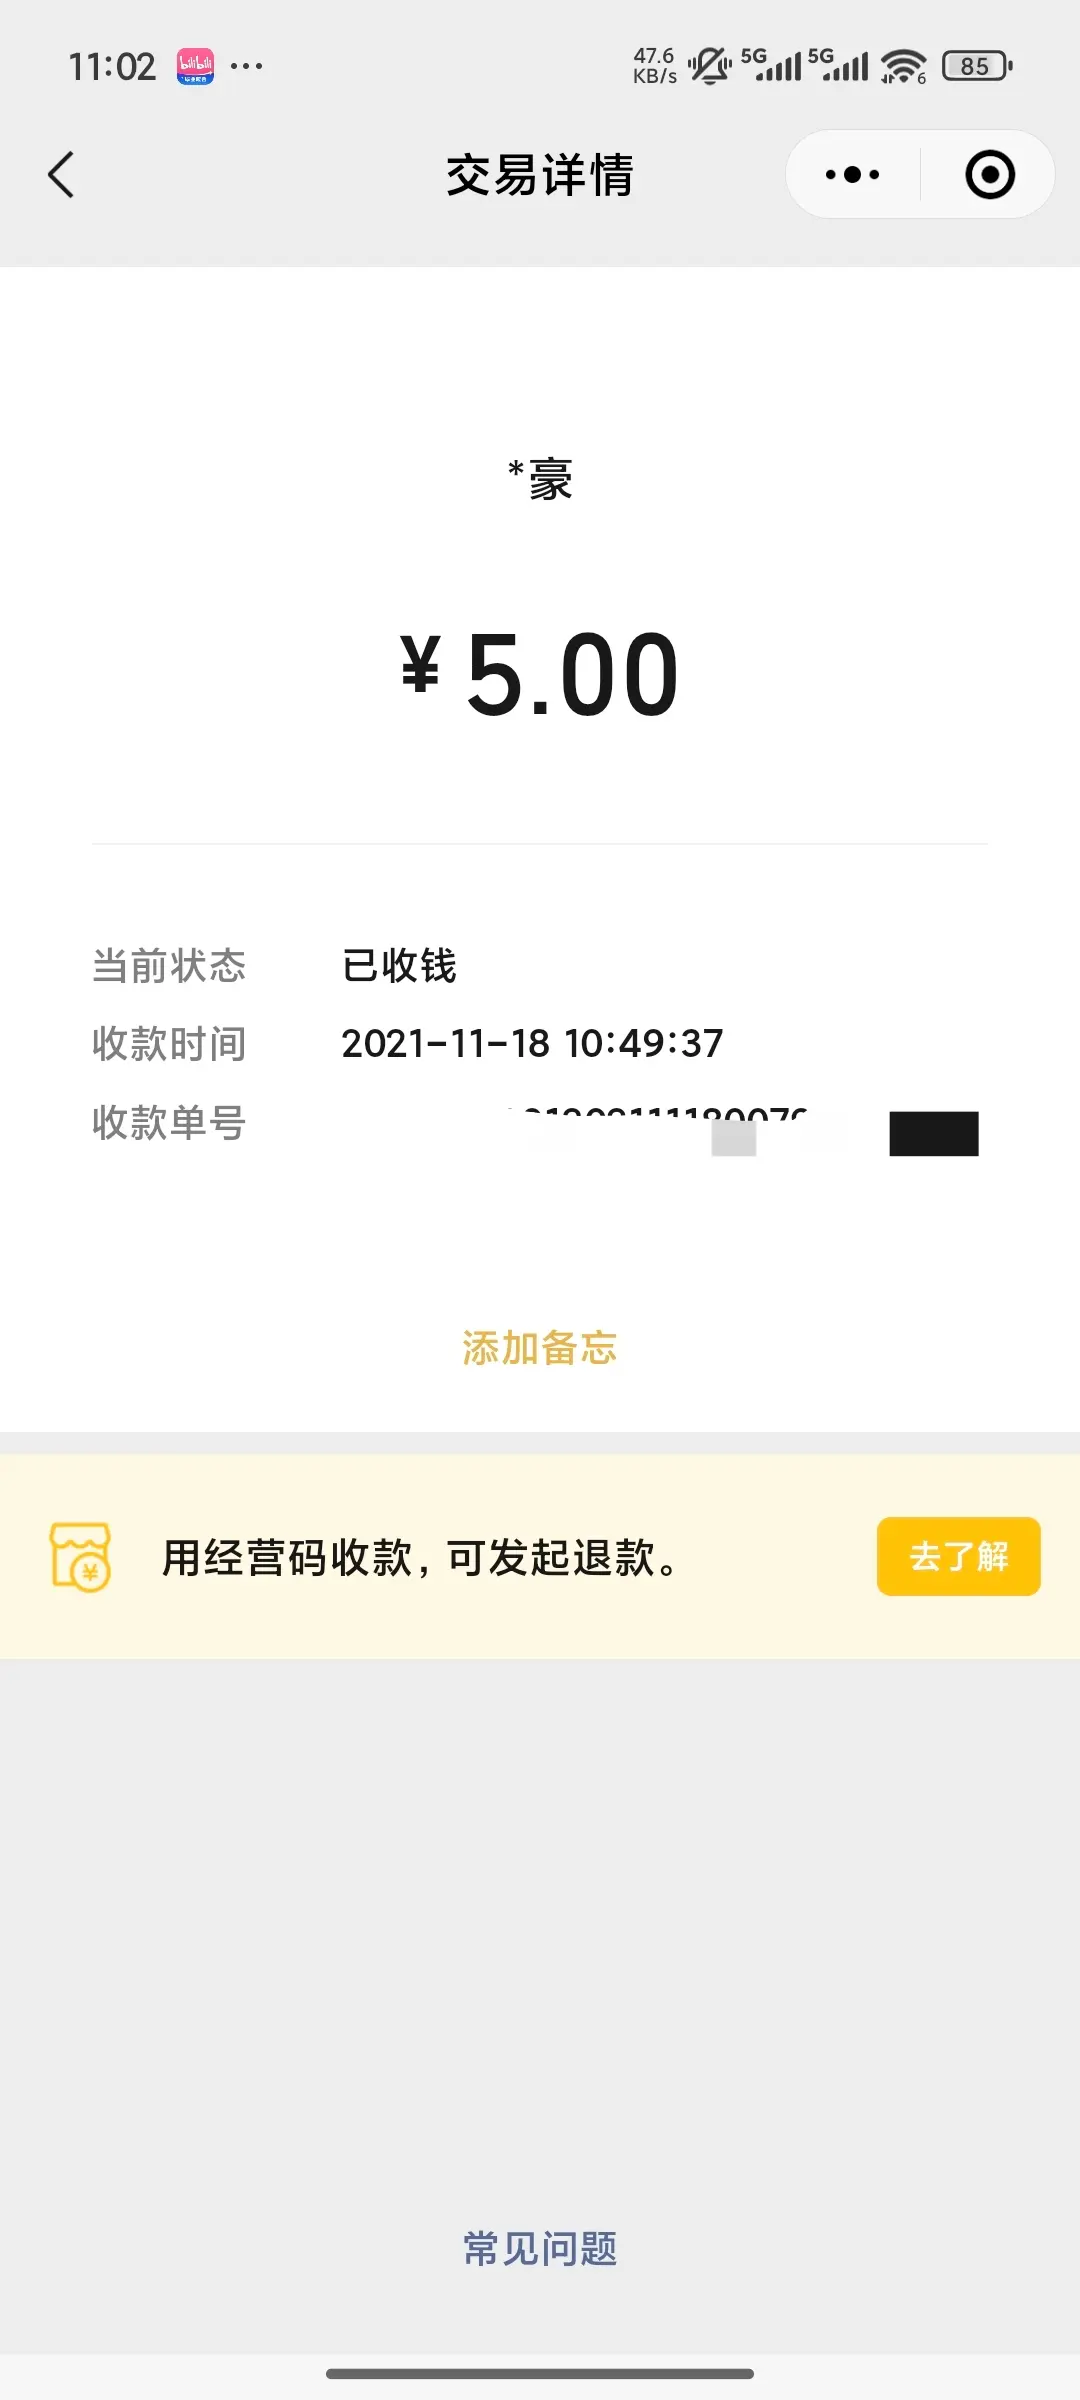 11:02 bilibili ··· 47.6 KB/s 5G 5G 6 85
交易详情
*豪
¥5.00
当前状态 已收钱
收款时间 2021-11-18 10:49:37
收款单号
添加备忘
用经营码收款，可发起退款。 去了解
常见问题